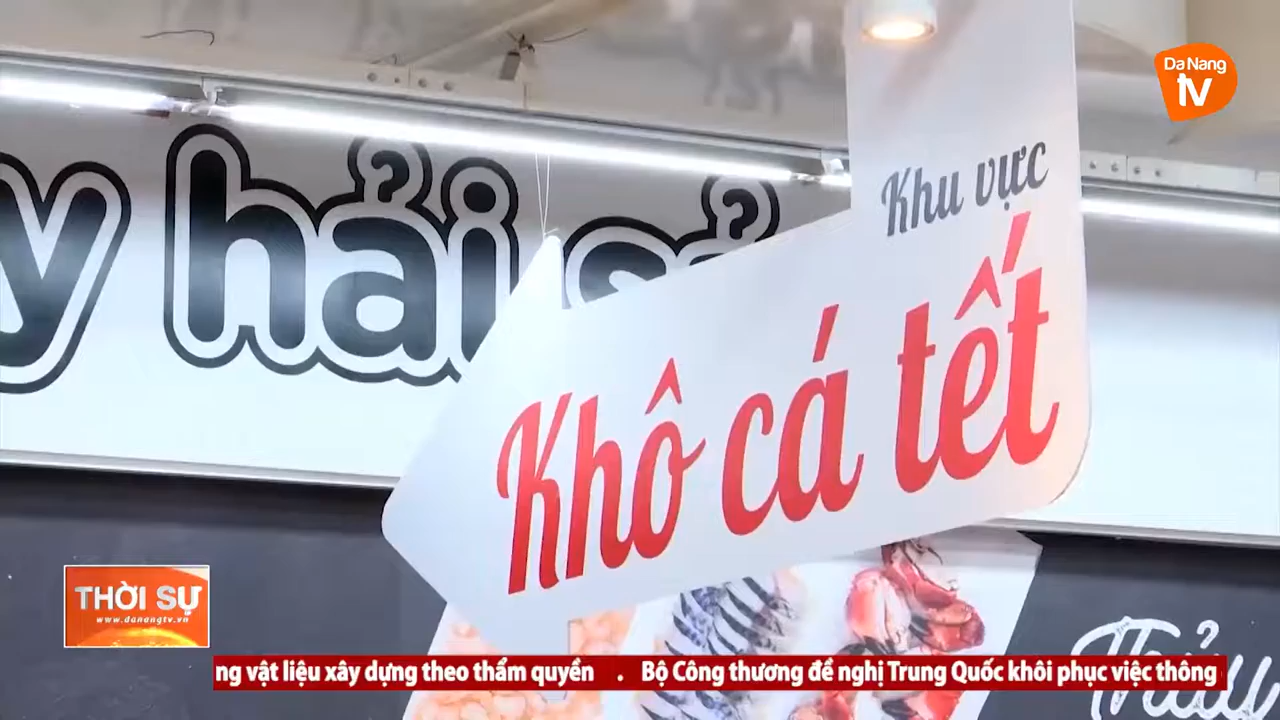 Da Nang
tv
Khu vực
hải
Khô cá tết
THỜI SỰ
www.danangtv.vn
ng vật liệu xây dựng theo thẩm quyền . Bộ Công thương đề nghị Trung Quốc khôi phục việc thông